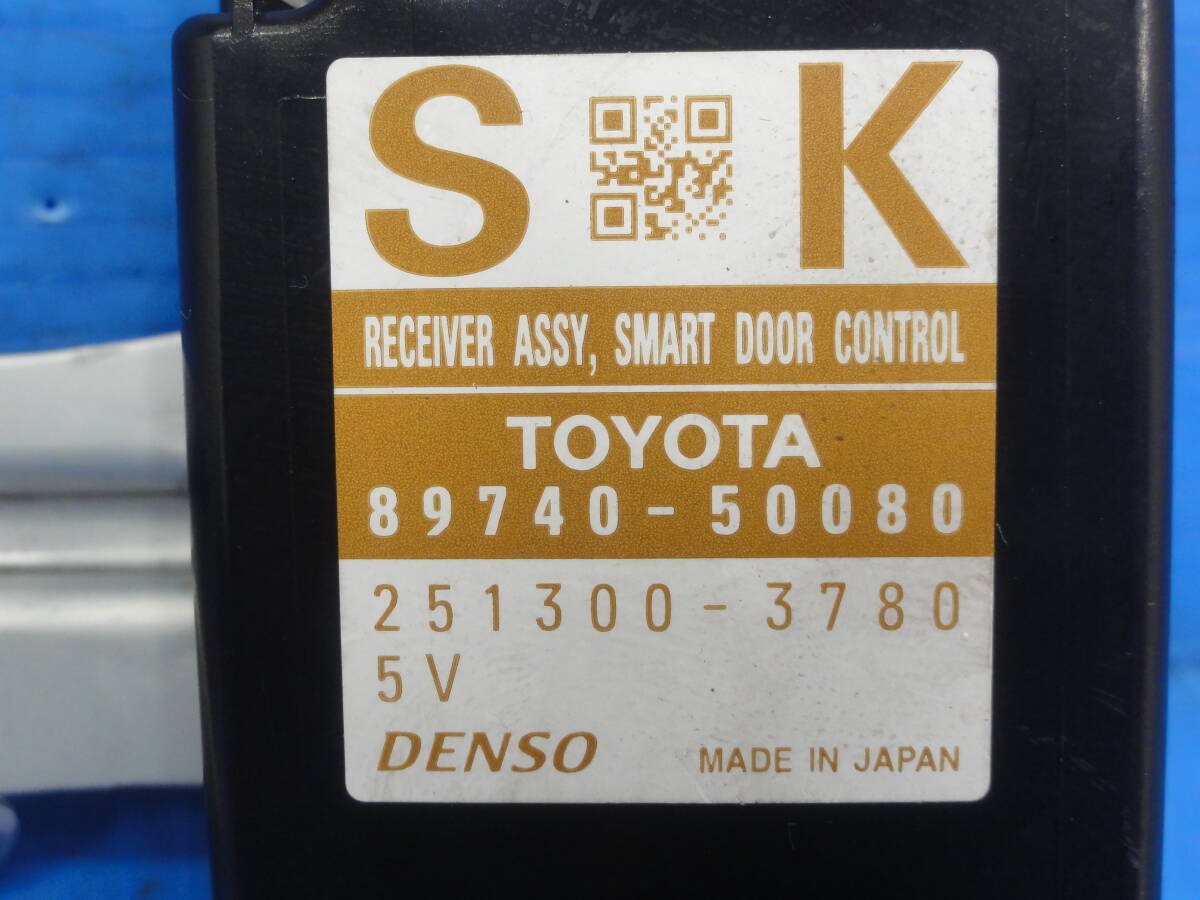 S K
RECEIVER ASSY, SMART DOOR CONTROL
TOYOTA
89740-50080
251300-3780
5V
DENSO MADE IN JAPAN